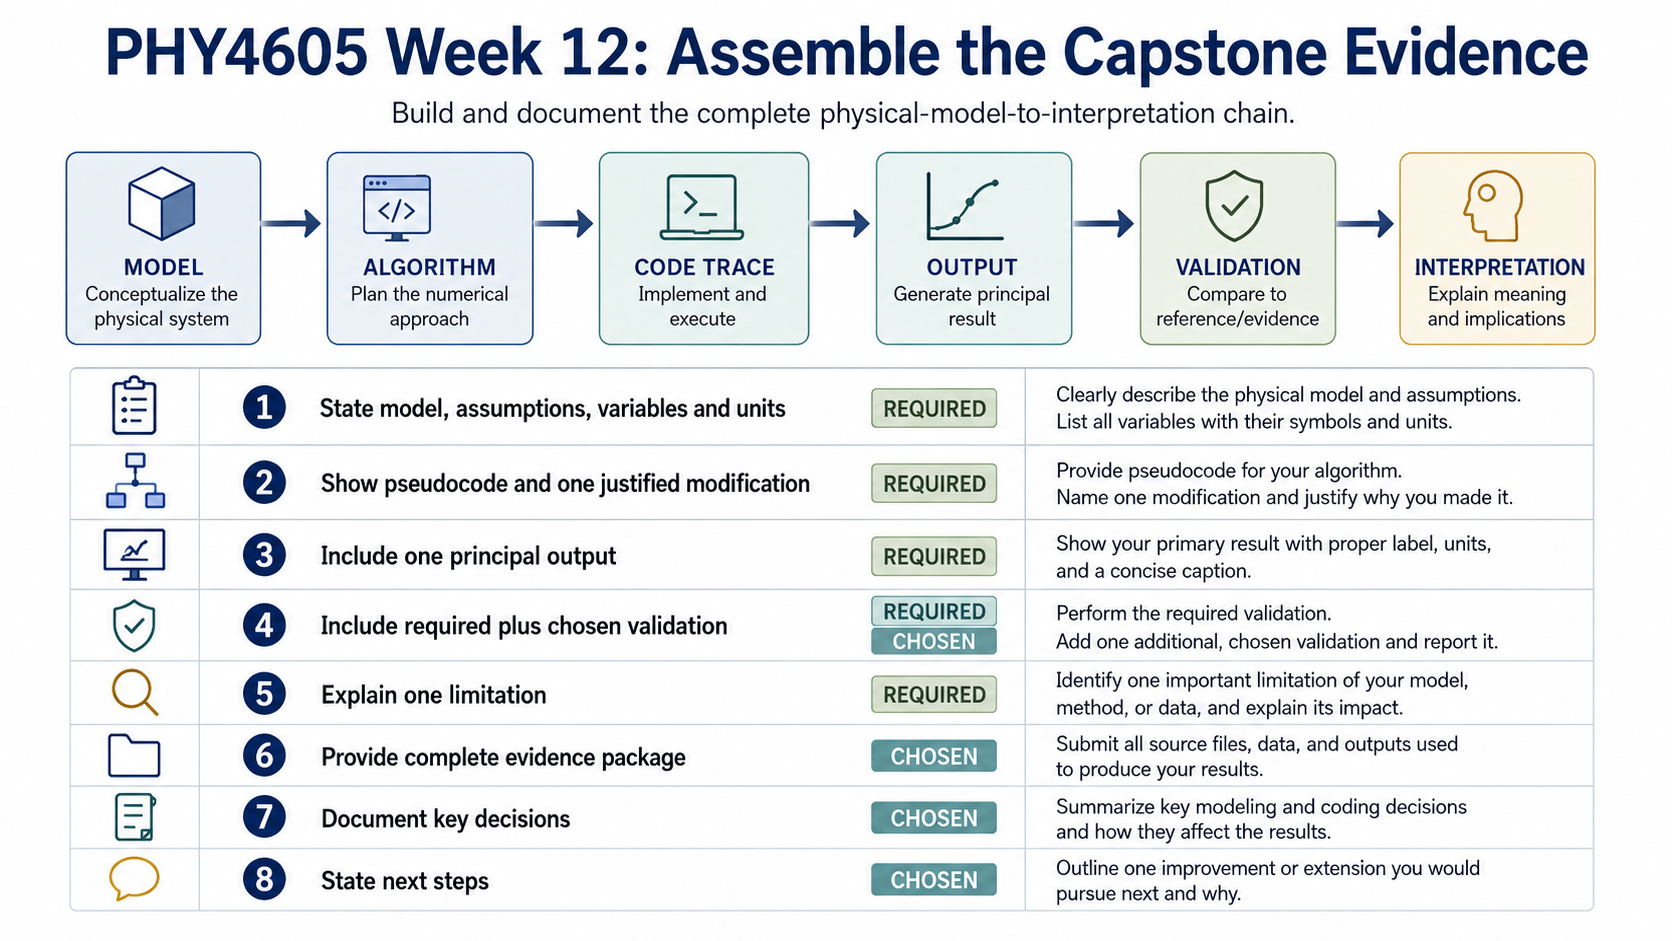 PHY4605 Week 12: Assemble the Capstone Evidence
Build and document the complete physical-model-to-interpretation chain.
MODEL
Conceptualize the
physical system
</>
ALGORITHM
Plan the numerical
approach
>_
CODE TRACE
Implement and
execute
OUTPUT
Generate principal
result
VALIDATION
Compare to
reference/evidence
INTERPRETATION
Explain meaning
and implications
1
State model, assumptions, variables and units
REQUIRED
Clearly describe the physical model and assumptions.
List all variables with their symbols and units.
2
Show pseudocode and one justified modification
REQUIRED
Provide pseudocode for your algorithm.
Name one modification and justify why you made it.
3
Include one principal output
REQUIRED
Show your primary result with proper label, units,
and a concise caption.
4
Include required plus chosen validation
REQUIRED
CHOSEN
Perform the required validation.
Add one additional, chosen validation and report it.
5
Explain one limitation
REQUIRED
Identify one important limitation of your model,
method, or data, and explain its impact.
6
Provide complete evidence package
CHOSEN
Submit all source files, data, and outputs used
to produce your results.
7
Document key decisions
CHOSEN
Summarize key modeling and coding decisions
and how they affect the results.
8
State next steps
CHOSEN
Outline one improvement or extension you would
pursue next and why.